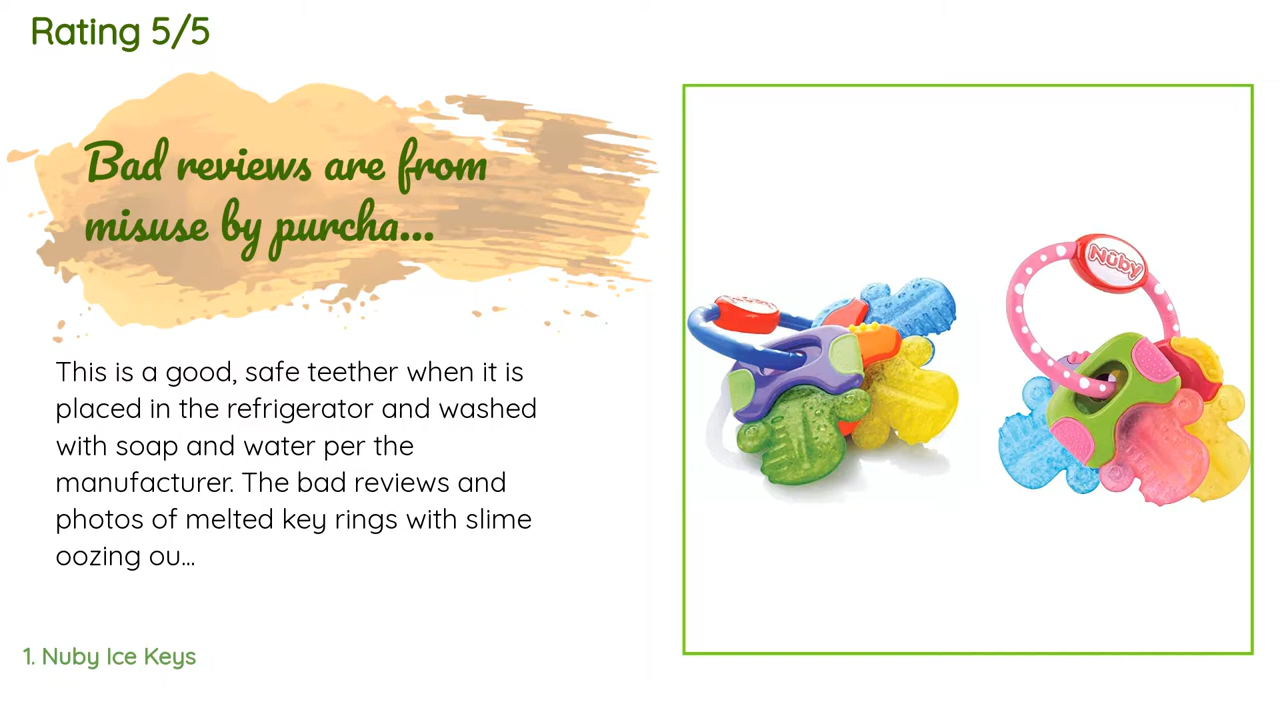 Rating 5/5
Bad reviews are from
misuse by purcha...
This is a good, safe teether when it is
placed in the refrigerator and washed
with soap and water per the
manufacturer. The bad reviews and
photos of melted key rings with slime
oozing ou...
Nûby
1. Nuby Ice Keys